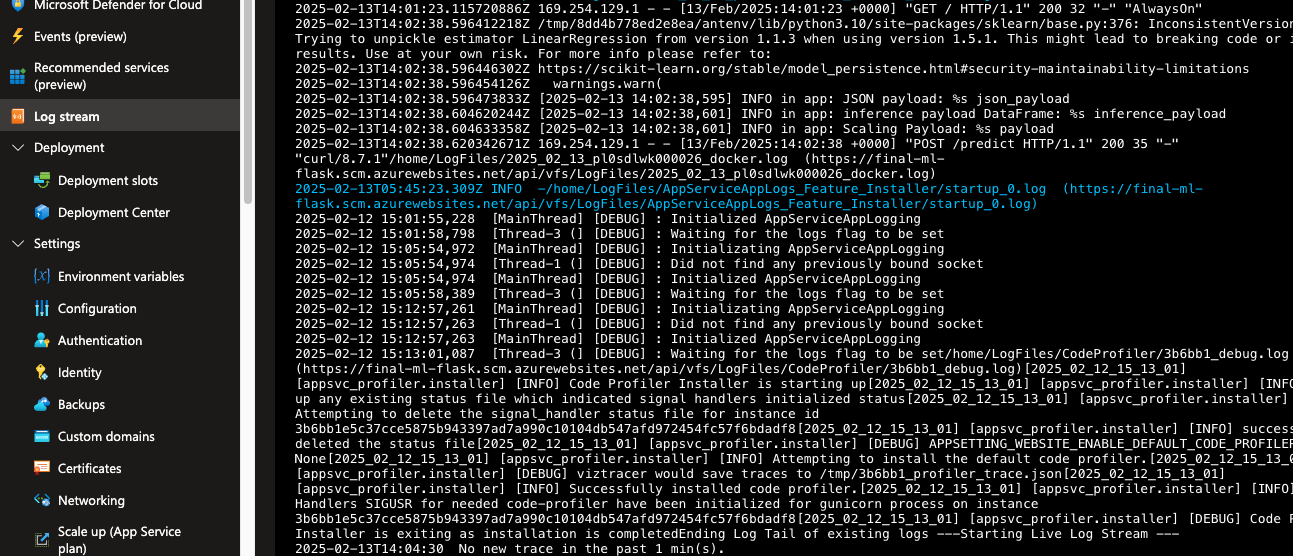 Microsoft Defender for Cloud
Events (preview)
Recommended services
(preview)
Log stream
Deployment
Deployment slots
Deployment Center
Settings
Environment variables
Configuration
Authentication
Identity
Backups
Custom domains
Certificates
Networking
Scale up (App Service
plan)
2025-02-13T14:01:23.115720886Z 169.254.129.1 - - [13/Feb/2025:14:01:23 +0000] "GET / HTTP/1.1" 200 32 "-" "AlwaysOn"
2025-02-13T14:02:38.596412218Z /tmp/8dd4b778ed2e8ea/antenv/lib/python3.10/site-packages/sklearn/base.py:376: InconsistentVersion
Trying to unpickle estimator LinearRegression from version 1.1.3 when using version 1.5.1. This might lead to breaking code or i
results. Use at your own risk. For more info please refer to:
2025-02-13T14:02:38.596446302Z https://scikit-learn.org/stable/model_persistence.html#security-maintainability-limitations
2025-02-13T14:02:38.596454126Z   warnings.warn(
2025-02-13T14:02:38.596473833Z [2025-02-13 14:02:38,595] INFO in app: JSON payload: %s json_payload
2025-02-13T14:02:38.604620244Z [2025-02-13 14:02:38,601] INFO in app: inference payload DataFrame: %s inference_payload
2025-02-13T14:02:38.604633358Z [2025-02-13 14:02:38,601] INFO in app: Scaling Payload: %s payload
2025-02-13T14:02:38.620342671Z 169.254.129.1 - - [13/Feb/2025:14:02:38 +0000] "POST /predict HTTP/1.1" 200 35 "-"
"curl/8.7.1"/home/LogFiles/2025_02_13_pl0sdlwk000026_docker.log  (https://final-ml-
flask.scm.azurewebsites.net/api/vfs/LogFiles/2025_02_13_pl0sdlwk000026_docker.log)
2025-02-13T05:45:23.309Z INFO  -/home/LogFiles/AppServiceAppLogs_Feature_Installer/startup_0.log  (https://final-ml-
flask.scm.azurewebsites.net/api/vfs/LogFiles/AppServiceAppLogs_Feature_Installer/startup_0.log)
2025-02-12 15:01:55,228  [MainThread] [DEBUG] : Initialized AppServiceAppLogging
2025-02-12 15:01:58,798  [Thread-3 (] [DEBUG] : Waiting for the logs flag to be set
2025-02-12 15:05:54,972  [MainThread] [DEBUG] : Initializating AppServiceAppLogging
2025-02-12 15:05:54,974  [Thread-1 (] [DEBUG] : Did not find any previously bound socket
2025-02-12 15:05:54,974  [MainThread] [DEBUG] : Initialized AppServiceAppLogging
2025-02-12 15:05:58,389  [Thread-3 (] [DEBUG] : Waiting for the logs flag to be set
2025-02-12 15:12:57,261  [MainThread] [DEBUG] : Initializating AppServiceAppLogging
2025-02-12 15:12:57,263  [Thread-1 (] [DEBUG] : Did not find any previously bound socket
2025-02-12 15:12:57,263  [MainThread] [DEBUG] : Initialized AppServiceAppLogging
2025-02-12 15:13:01,087  [Thread-3 (] [DEBUG] : Waiting for the logs flag to be set/home/LogFiles/CodeProfiler/3b6bb1_debug.log
(https://final-ml-flask.scm.azurewebsites.net/api/vfs/LogFiles/CodeProfiler/3b6bb1_debug.log)[2025_02_12_15_13_01]
[appsvc_profiler.installer] [INFO] Code Profiler Installer is starting up[2025_02_12_15_13_01] [appsvc_profiler.installer] [INFO
up any existing status file which indicated signal handlers initialized status[2025_02_12_15_13_01] [appsvc_profiler.installer]
Attempting to delete the signal_handler status file for instance id
3b6bb1e5c37cce5875b943397ad7a990c10104db547afd972454fc57f6bdadf8[2025_02_12_15_13_01] [appsvc_profiler.installer] [INFO] success
deleted the status file[2025_02_12_15_13_01] [appsvc_profiler.installer] [DEBUG] APPSETTING_WEBSITE_ENABLE_DEFAULT_CODE_PROFILER
None[2025_02_12_15_13_01] [appsvc_profiler.installer] [INFO] Attempting to install the default code profiler.[2025_02_12_15_13_0
[appsvc_profiler.installer] [DEBUG] viztracer would save traces to /tmp/3b6bb1_profiler_trace.json[2025_02_12_15_13_01]
[appsvc_profiler.installer] [INFO] Successfully installed code profiler.[2025_02_12_15_13_01] [appsvc_profiler.installer] [INFO]
Handlers SIGUSR for needed code-profiler have been initialized for gunicorn process on instance
3b6bb1e5c37cce5875b943397ad7a990c10104db547afd972454fc57f6bdadf8[2025_02_12_15_13_01] [appsvc_profiler.installer] [DEBUG] Code P
Installer is exiting as installation is completedEnding Log Tail of existing logs ---Starting Live Log Stream ---
2025-02-13T14:04:30  No new trace in the past 1 min(s).